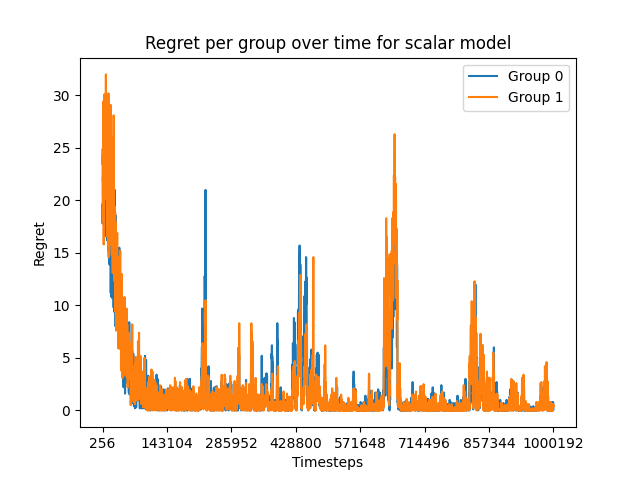 Regret per group over time for scalar model
Group 0
Group 1
30
25
20
15
10
5
0
Regret
256 143104 285952 428800 571648 714496 857344 1000192
Timesteps